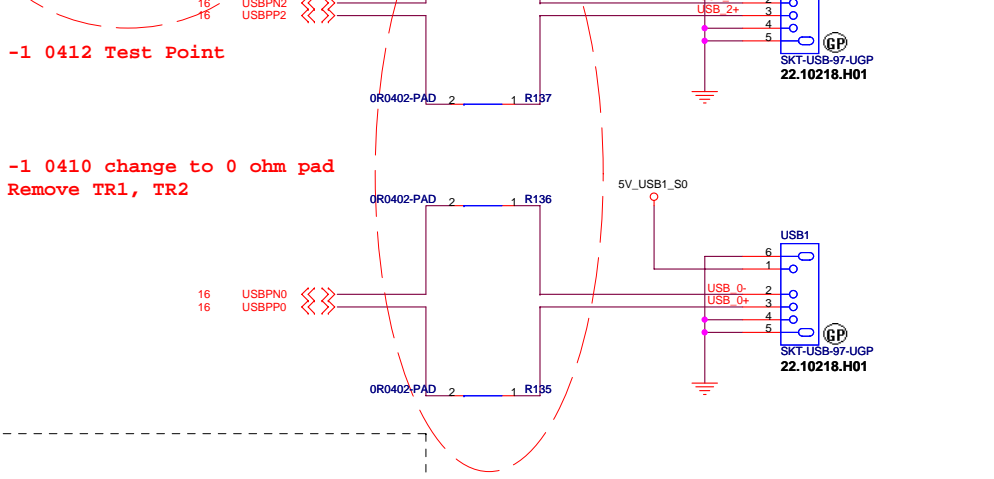 16 USBPN2
16 USBPP2
USB_2+
2
3
4
5
GP
SKT-USB-97-UGP
22.10218.H01
-1 0412 Test Point
0R0402-PAD 2 1 R137
-1 0410 change to 0 ohm pad
Remove TR1, TR2
5V_USB1_S0
0R0402-PAD 2 1 R136
USB1
6
1
16 USBPN0 USB_0- 2
16 USBPP0 USB_0+ 3
4
5
GP
SKT-USB-97-UGP
22.10218.H01
0R0402-PAD 2 1 R135